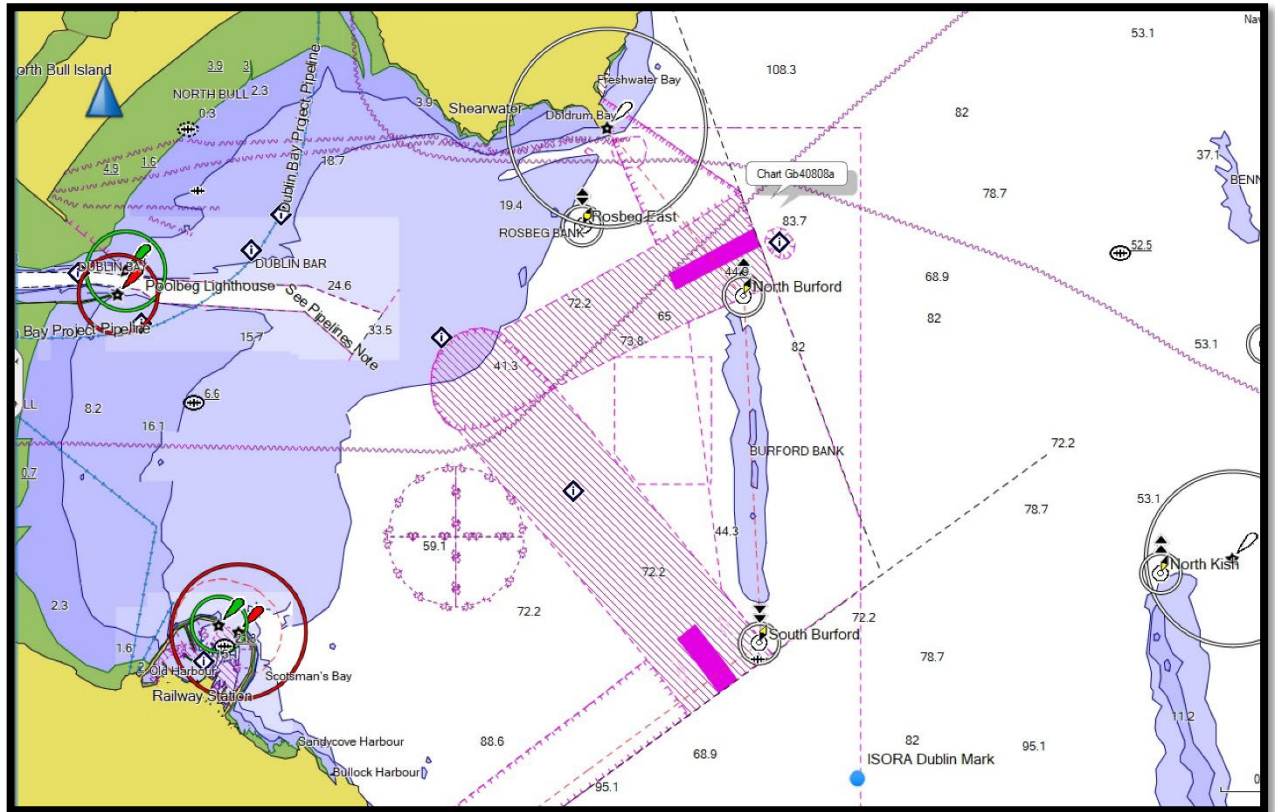 Nav
53.1
108.3
orth Bull Island
3.9
3
NORTH BULL
2.3
0.3
Dublin Bay Project Pipeline
3.9
Shearwater
Freshwater Bay
Doldrum Bay
82
37.1
BENN
4.9
1.6
18.7
Chart Gb40808a
78.7
19.4
Rosbeg East
ROSBEG BANK
83.7
52.5
DUBLIN BAR
DUBLIN BAY
Poolbeg Lighthouse
24.6
44.9
North Burford
68.9
72.2
65
82
See Pipelines Note
n Bay Project Pipeline
15.7
33.5
73.8
82
53.1
41.3
6.6
LL
8.2
16.1
72.2
BURFORD BANK
0.7
53.1
78.7
59.1
44.3
72.2
North Kish
2.3
72.2
72.2
South Burford
1.6
78.7
2
Old Harbour
Scotsman's Bay
Railway Station
11.2
Sandycove Harbour
88.6
68.9
82
95.1
ISORA Dublin Mark
Bullock Harbour
95.1
0